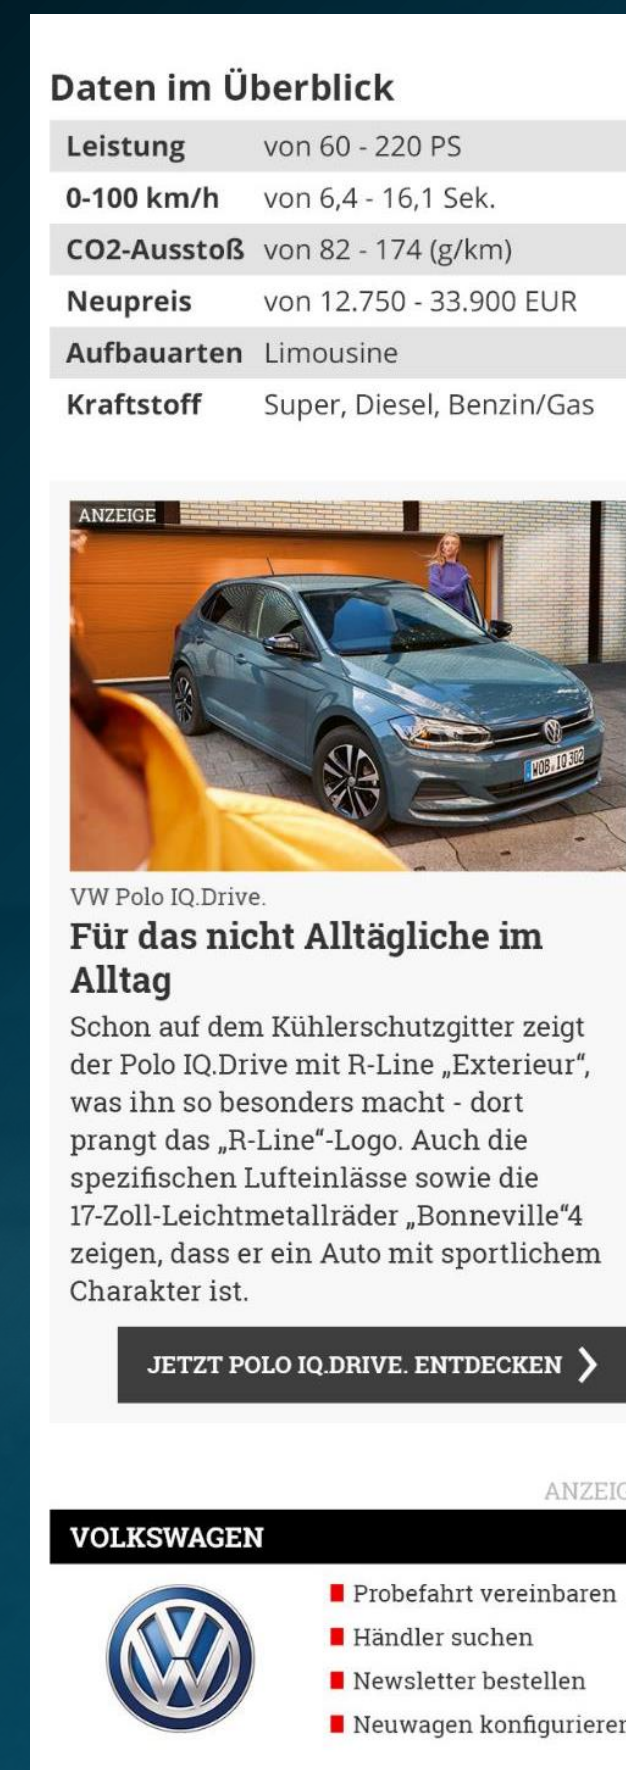 Daten im Überblick
Leistung von 60 - 220 PS
0-100 km/h von 6,4 - 16,1 Sek.
CO2-Ausstoß von 82 - 174 (g/km)
Neupreis von 12.750 - 33.900 EUR
Aufbauarten Limousine
Kraftstoff Super, Diesel, Benzin/Gas
ANZEIGE
WOB IQ 302
VW Polo IQ.Drive.
Für das nicht Alltägliche im
Alltag
Schon auf dem Kühlerschutzgitter zeigt
der Polo IQ.Drive mit R-Line „Exterieur“,
was ihn so besonders macht - dort
prangt das „R-Line“-Logo. Auch die
spezifischen Lufteinlässe sowie die
17-Zoll-Leichtmetallräder „Bonneville“4
zeigen, dass er ein Auto mit sportlichem
Charakter ist.
JETZT POLO IQ.DRIVE. ENTDECKEN
ANZEIG
VOLKSWAGEN
Probefahrt vereinbaren
Händler suchen
Newsletter bestellen
Neuwagen konfigurieren